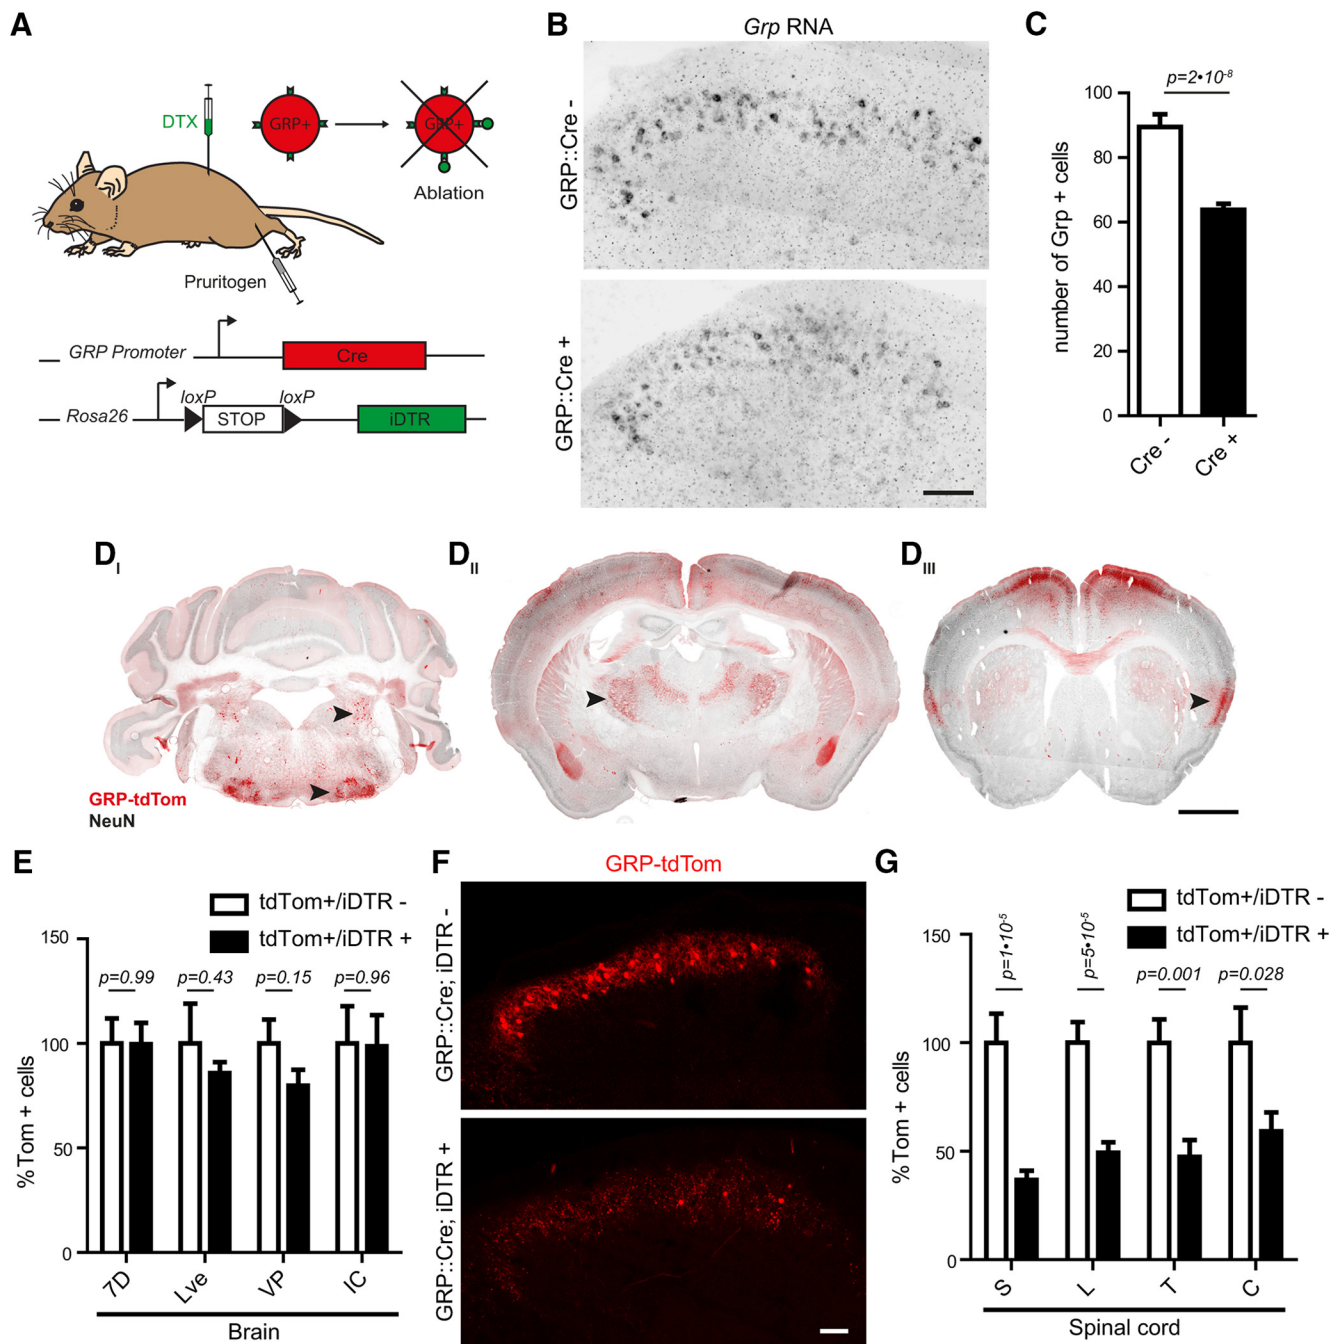 A
DTX
GRP+
GRP+
Ablation
Pruritogen
GRP Promoter
Cre
Rosa26
loxP
STOP
loxP
iDTR
B
Grp RNA
GRP::Cre -
GRP::Cre +
C
p=2•10-8
number of Grp + cells
100
80
60
40
20
0
Cre -
Cre +
DI
DII
DIII
GRP-tdTom
NeuN
E
tdTom+/iDTR -
tdTom+/iDTR +
p=0.99
p=0.43
p=0.15
p=0.96
% Tom + cells
150
100
50
0
7D
Lve
VP
IC
Brain
F
GRP-tdTom
GRP::Cre; iDTR -
GRP::Cre; iDTR +
G
tdTom+/iDTR -
tdTom+/iDTR +
p=1•10-5
p=5•10-5
p=0.001
p=0.028
% Tom + cells
150
100
50
0
S
L
T
C
Spinal cord